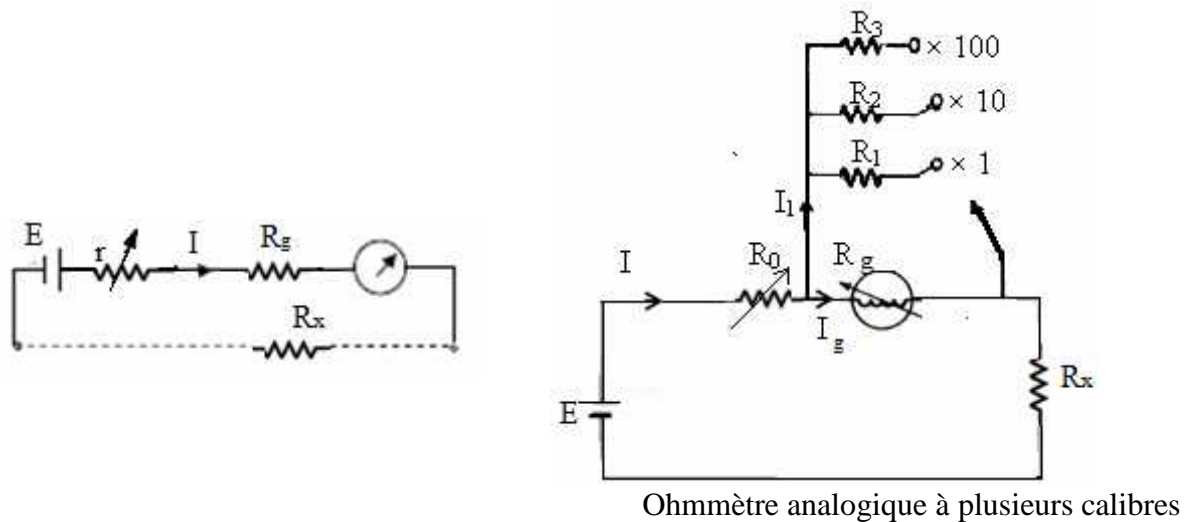 R3 × 100
R2 × 10
R1 × 1
I1
E r I Rg
Rx
I R0 Rg
Ig
E
Rx
Ohmmètre analogique à plusieurs calibres